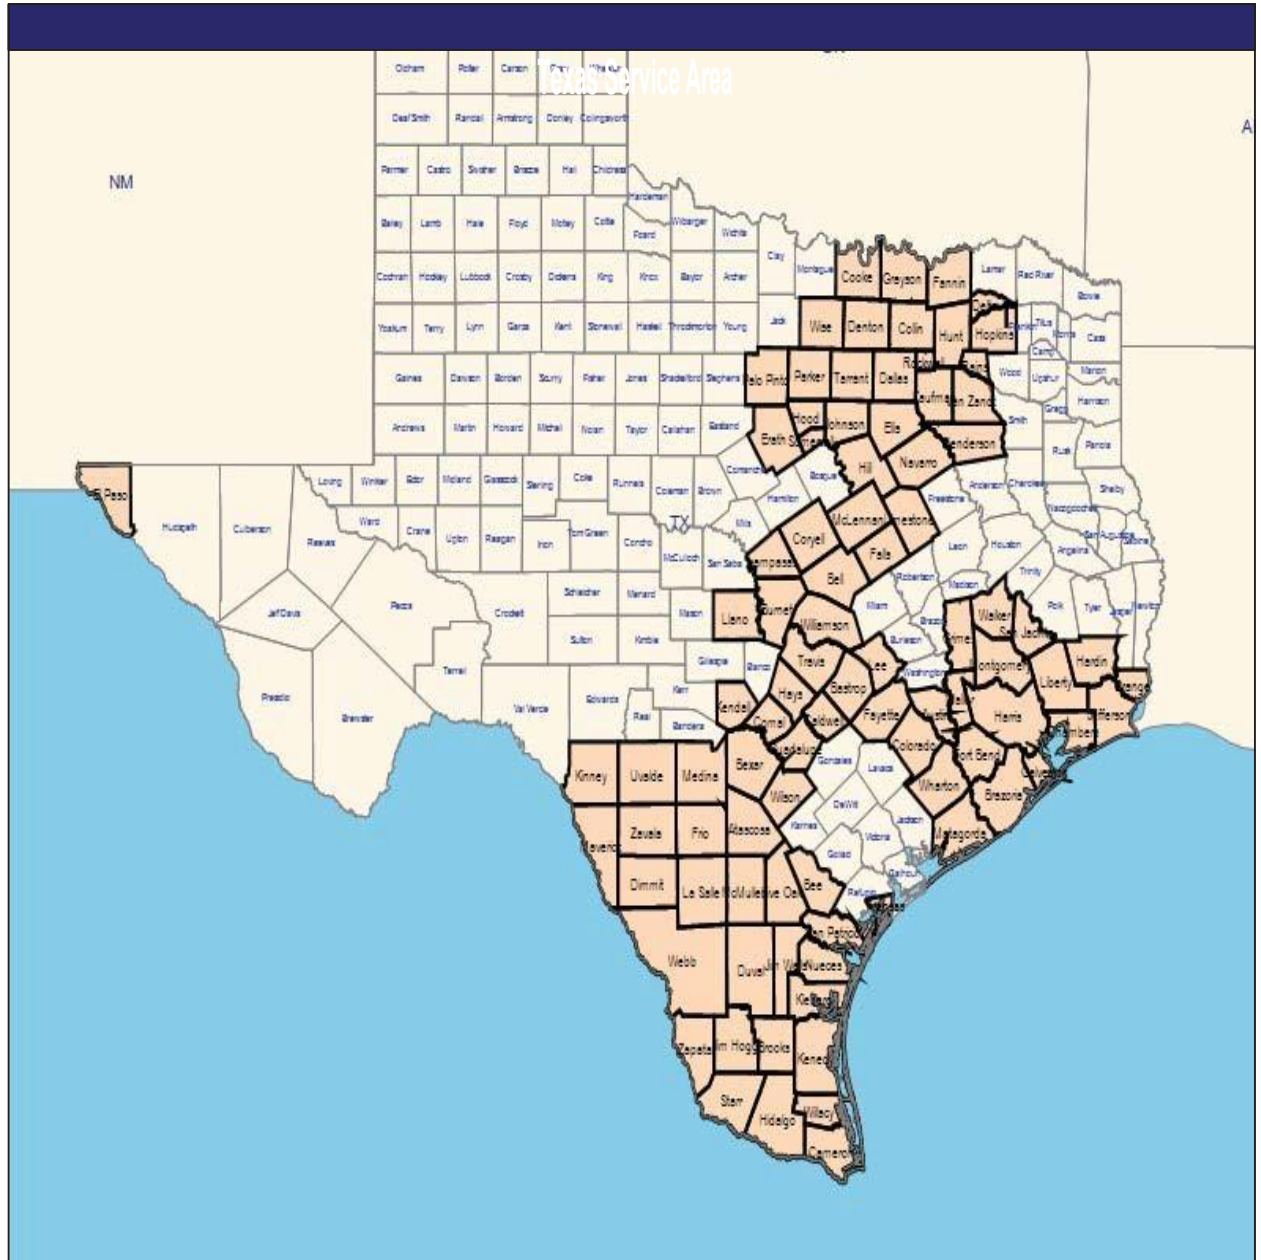 Texas Service Area
NM
TX
A
Oldham Potter Carson
Deaf Smith Randall Armstrong Donley Collingsworth
Parmer Castro Swisher Briscoe Hall Childress
Hardeman
Bailey Lamb Hale Floyd Motley Cottle Foard Wilbarger Wichita
Clay Montague Cooke Grayson Fannin Lamar Red River Bowie
Cochran Hockley Lubbock Crosby Dickens King Knox Baylor Archer
Yoakum Terry Lynn Garza Kent Stonewall Haskell Throckmorton Young Jack Wise Denton Collin Hunt Hopkins Titus Morris Cass
Camp
Gaines Dawson Borden Scurry Fisher Jones Shackelford Stephens Palo Pinto Parker Tarrant Dallas Rockwall Rains Wood Upshur Marion
Kaufman Van Zandt Gregg Harrison
Andrews Martin Howard Mitchell Nolan Taylor Callahan Eastland Erath Hood Somervell Johnson Ellis Henderson Smith Rusk Panola
El Paso Hudspeth Culberson Reeves Loving Winkler Ector Midland Glasscock Sterling Coke Runnels Coleman Brown Comanche Hamilton Bosque Hill Navarro Freestone Anderson Cherokee Shelby
Nacogdoches
Ward Crane Upton Reagan Irion Tom Green Concho McCulloch San Saba Mills Coryell McLennan Limestone Leon Houston Angelina San Augustine Sabine
Lampasas Bell Falls Robertson Madison Trinity
Jeff Davis Pecos Crockett Schleicher Menard Mason Llano Burnet Williamson Milam Brazos Grimes Walker San Jacinto Polk Tyler Jasper Newton
Sutton Kimble Gillespie Blanco Travis Lee Burleson Washington Montgomery Liberty Hardin Orange
Presidio Brewster Terrell Val Verde Edwards Real Kerr Bandera Kendall Hays Comal Caldwell Bastrop Fayette Austin Waller Harris Chambers Jefferson
Kinney Uvalde Medina Bexar Guadalupe Gonzales Lavaca Colorado Fort Bend Galveston
Wilson DeWitt Wharton Brazoria
Maverick Zavala Frio Atascosa Karnes Victoria Jackson Matagorda
Goliad Calhoun
Dimmit La Salle McMullen Live Oak Bee Refugio Aransas
San Patricio
Webb Duval Jim Wells Nueces
Kleberg
Zapata Jim Hogg Brooks Kenedy
Starr Hidalgo Willacy
Cameron